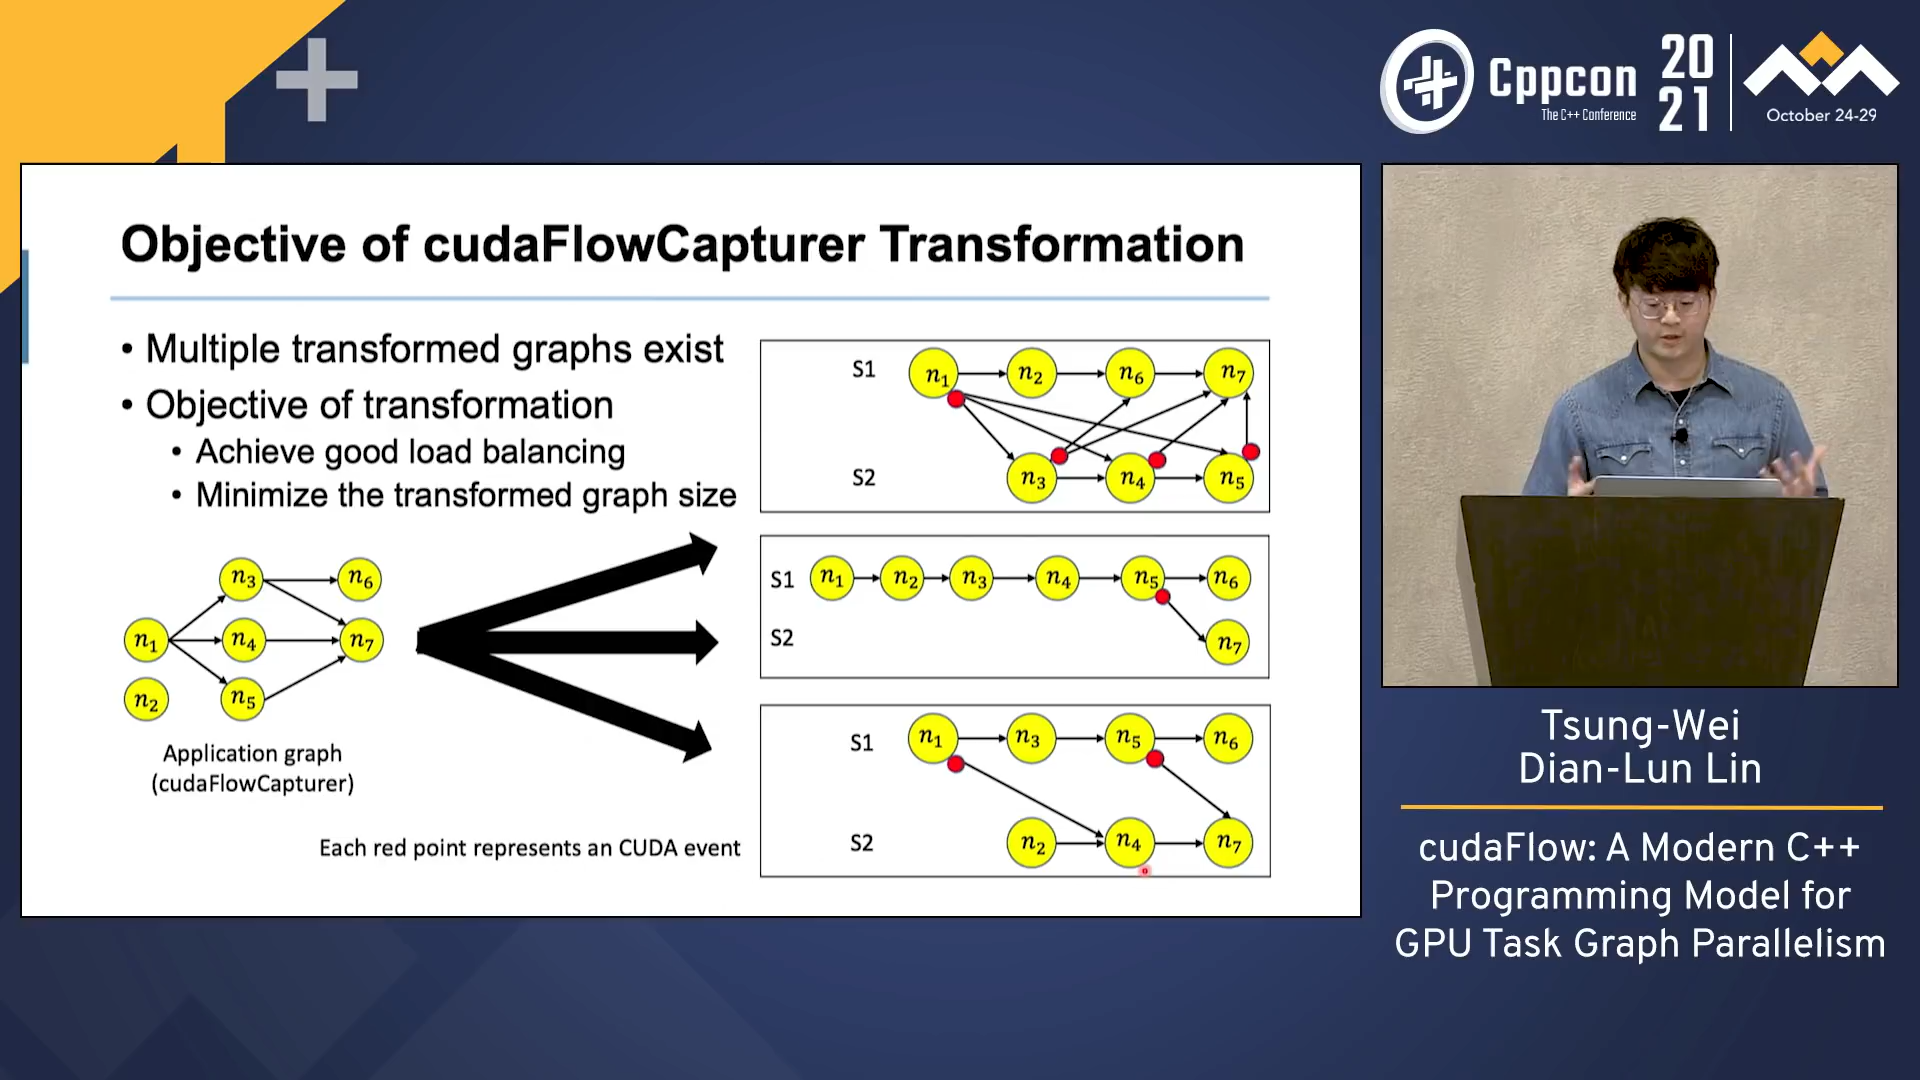 Cppcon
The C++ Conference
20
21
October 24-29
Objective of cudaFlowCapturer Transformation
• Multiple transformed graphs exist
• Objective of transformation
• Achieve good load balancing
• Minimize the transformed graph size
n3 n6
n1 n4 n7
n2 n5
Application graph
(cudaFlowCapturer)
Each red point represents an CUDA event
S1 n1 n2 n6 n7
S2 n3 n4 n5
S1 n1 n2 n3 n4 n5 n6
S2 n7
S1 n1 n3 n5 n6
S2 n2 n4 n7
Tsung-Wei
Dian-Lun Lin
cudaFlow: A Modern C++
Programming Model for
GPU Task Graph Parallelism